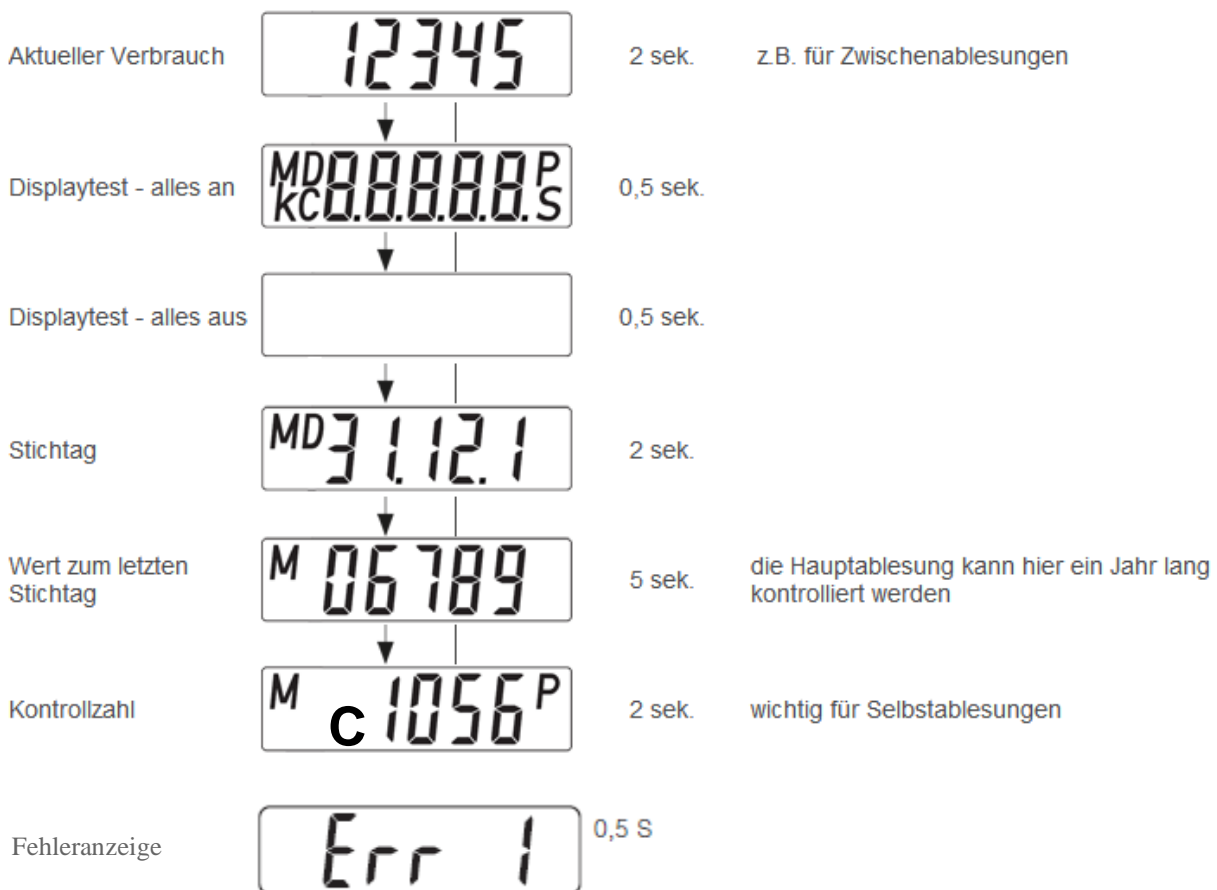 Aktueller Verbrauch 12345 2 sek. z.B. für Zwischenablesungen
Displaytest - alles an MD KC 8.8.8.8.8. P S 0,5 sek.
Displaytest - alles aus 0,5 sek.
Stichtag MD 31.12.1 2 sek.
Wert zum letzten
Stichtag M 06789 5 sek. die Hauptablesung kann hier ein Jahr lang
kontrolliert werden
Kontrollzahl M C 1056 P 2 sek. wichtig für Selbstablesungen
Fehleranzeige Err 1 0,5 S